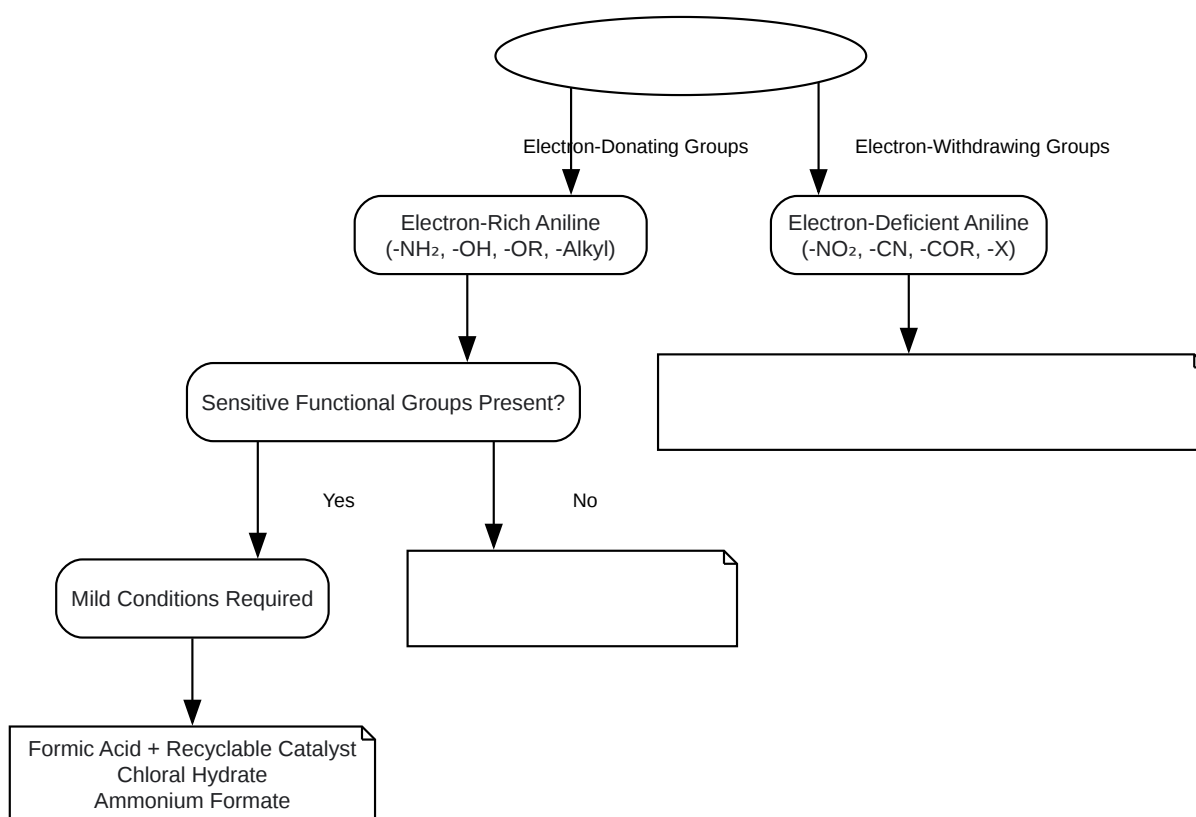 Electron-Donating Groups
Electron-Withdrawing Groups
Electron-Rich Aniline
(-NH₂, -OH, -OR, -Alkyl)
Electron-Deficient Aniline
(-NO₂, -CN, -COR, -X)
Sensitive Functional Groups Present?
Yes
No
Mild Conditions Required
Formic Acid + Recyclable Catalyst
Chloral Hydrate
Ammonium Formate